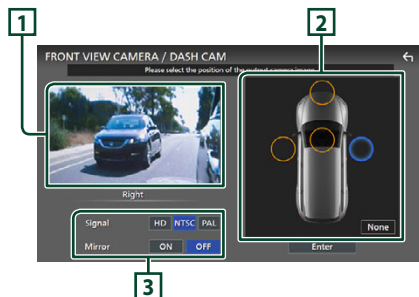 1
2
FRONT VIEW CAMERA / DASH CAM
Please select the position of the output camera image.
Right
Signal HD NTSC PAL
Mirror ON OFF
None
Enter
3